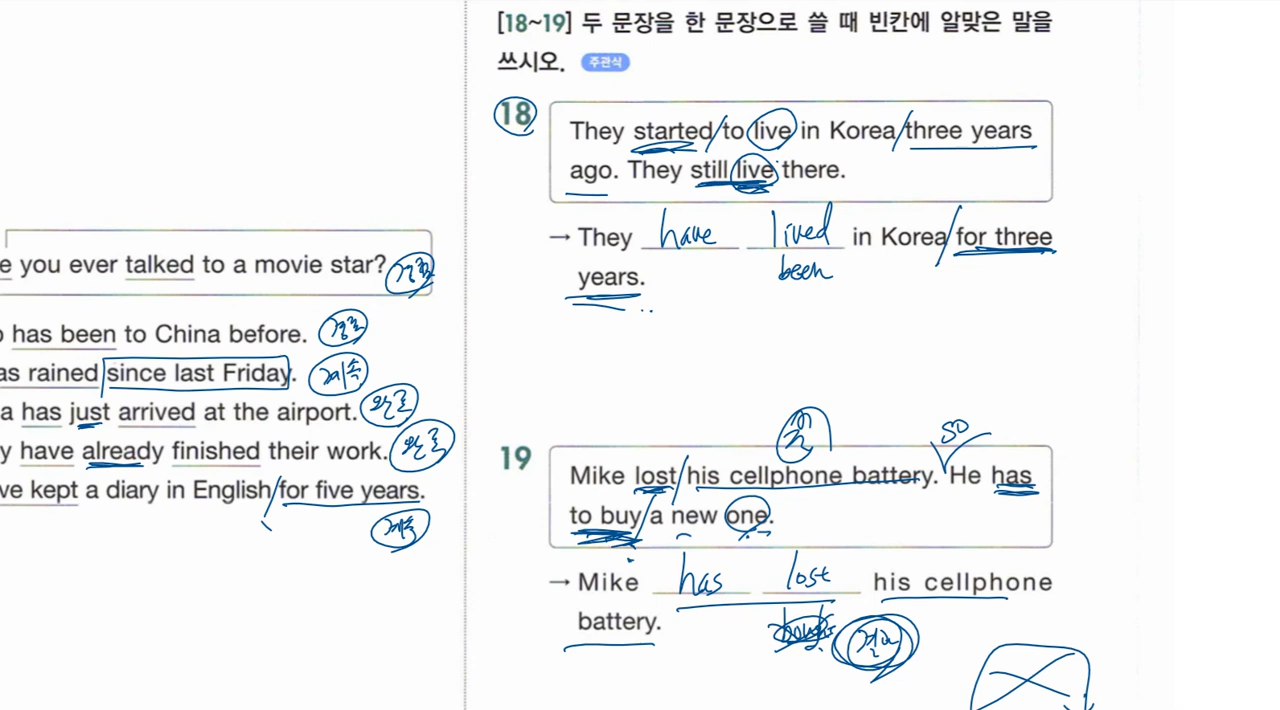 e you ever talked to a movie star? 경험
has been to China before. 경험
as rained since last Friday. 계속
a has just arrived at the airport. 완료
y have already finished their work. 완료
ve kept a diary in English for five years.
계속
[18~19] 두 문장을 한 문장으로 쓸 때 빈칸에 알맞은 말을
쓰시오. 주관식
18
They started to live in Korea three years
ago. They still live there.
→ They have lived in Korea for three
been
years.
so
19
Mike lost his cellphone battery. He has
to buy a new one.
→ Mike has lost his cellphone
battery. 결과